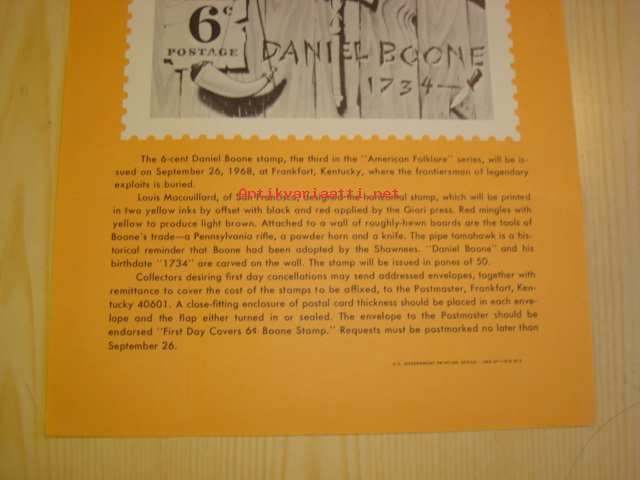 6c
POSTAGE
DANIEL BOONE
1734
The 6-cent Daniel Boone stamp, the third in the "American Folklore" series, will be is-
sued on September 26, 1968, at Frankfort, Kentucky, where the frontiersman of legendary
exploits is buried.
Antikvariaatti.net
Louis Macouillard, of San Francisco, designed the horizontal stamp, which will be printed
in two yellow inks by offset with black and red applied by the Giori press. Red mingles with
yellow to produce light brown. Attached to a wall of roughly-hewn boards are the tools of
Boone's trade—a Pennsylvania rifle, a powder horn and a knife. The pipe tomahawk is a his-
torical reminder that Boone had been adopted by the Shawnees. "Daniel Boone" and his
birthdate "1734" are carved on the wall. The stamp will be issued in panes of 50.
Collectors desiring first day cancellations may send addressed envelopes, together with
remittance to cover the cost of the stamps to be affixed, to the Postmaster, Frankfort, Ken-
tucky 40601. A close-fitting enclosure of postal card thickness should be placed in each enve-
lope and the flap either turned in or sealed. The envelope to the Postmaster should be
endorsed "First Day Covers 6¢ Boone Stamp." Requests must be postmarked no later than
September 26.
U.S. GOVERNMENT PRINTING OFFICE